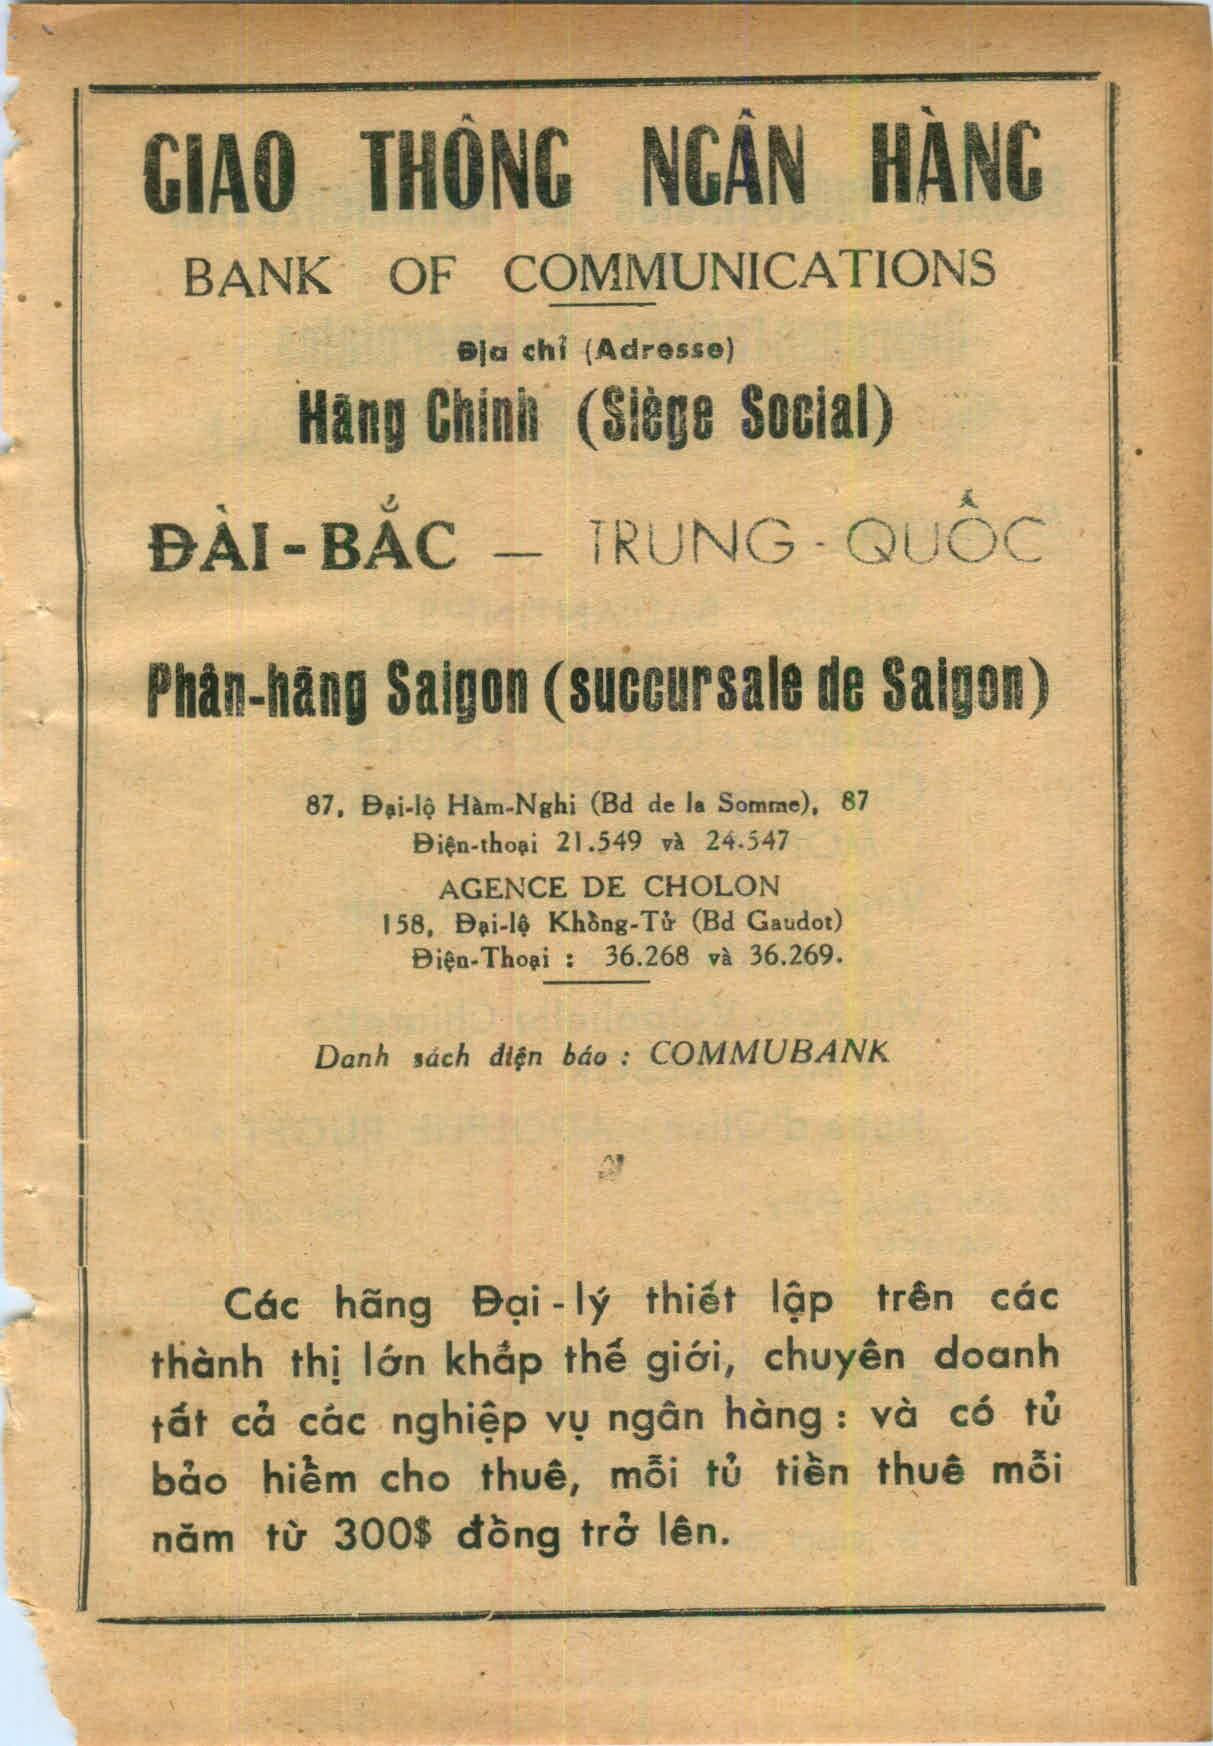 GIAO THÔNG NGÂN HÀNG
BANK OF COMMUNICATIONS
Địa chỉ (Adresse)
Hãng Chính (Siège Social)
ĐÀI-BẮC — TRUNG-QUỐC
Phân-hãng Saigon (succursale de Saigon)
87, Đại-lộ Hàm-Nghi (Bd de la Somme), 87
Điện-thoại 21.549 và 24.547
AGENCE DE CHOLON
158, Đại-lộ Khổng-Tử (Bd Gaudot)
Điện-Thoại : 36.268 và 36.269.
Danh sách điện báo : COMMUBANK
Các hãng Đại-lý thiết lập trên các
thành thị lớn khắp thế giới, chuyên doanh
tất cả các nghiệp vụ ngân hàng : và có tủ
bảo hiểm cho thuê, mỗi tủ tiền thuê mỗi
năm từ 300$ đồng trở lên.